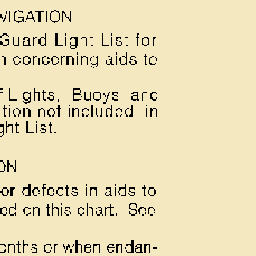 VIGATION
Guard Light List for
n concerning aids to
f Lights, Buoys and
tion not included in
ght List.
ON
or defects in aids to
ed on this chart. See
onths or when endan-